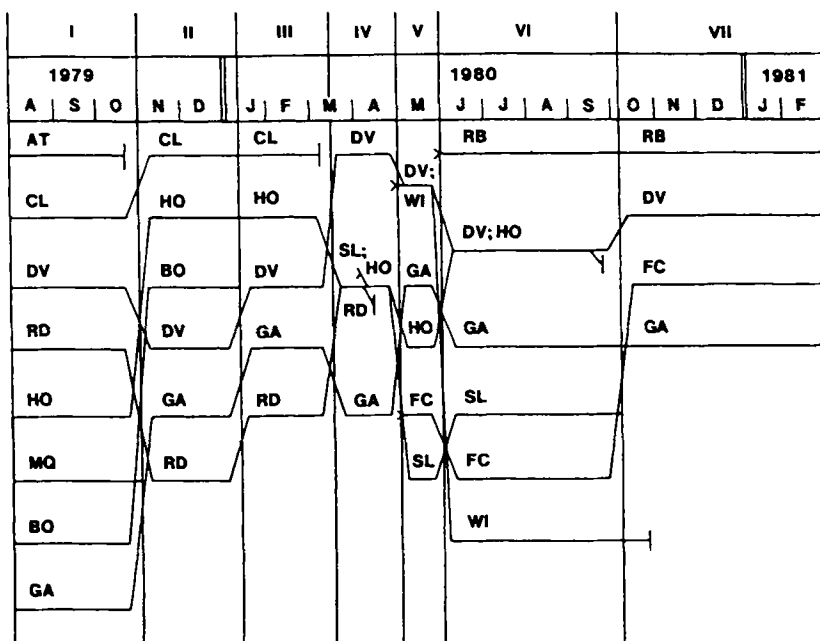 I II III IV V VI VII
1979 1980 1981
A S O N D J F M A M J J A S O N D J F
AT CL CL DV RB RB
DV;
CL HO HO WI DV
DV; HO
SL;
DV BO DV HO GA FC
RD DV GA RD HO GA GA
HO GA RD GA FC SL
MQ RD SL FC
BO WI
GA